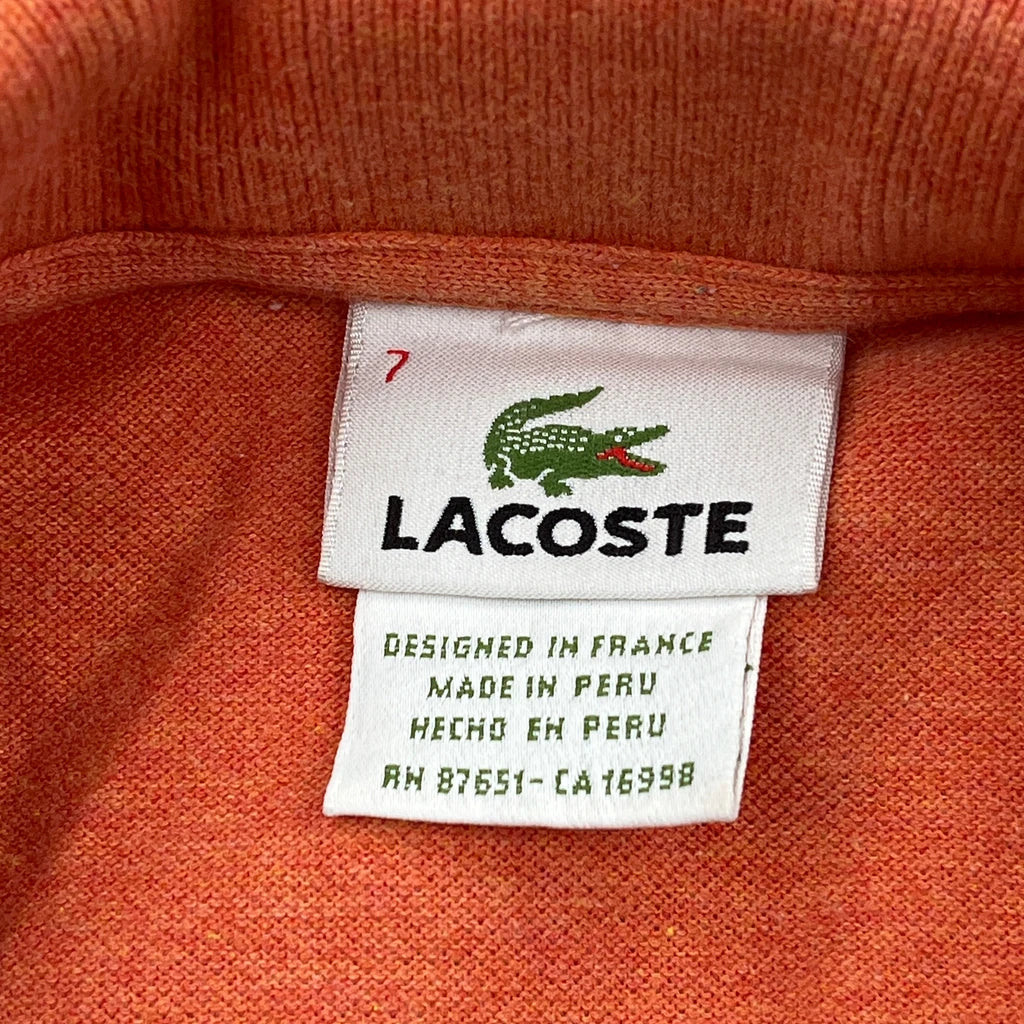 7
LACOSTE
DESIGNED IN FRANCE
MADE IN PERU
HECHO EN PERU
RN 87651-CA 16998